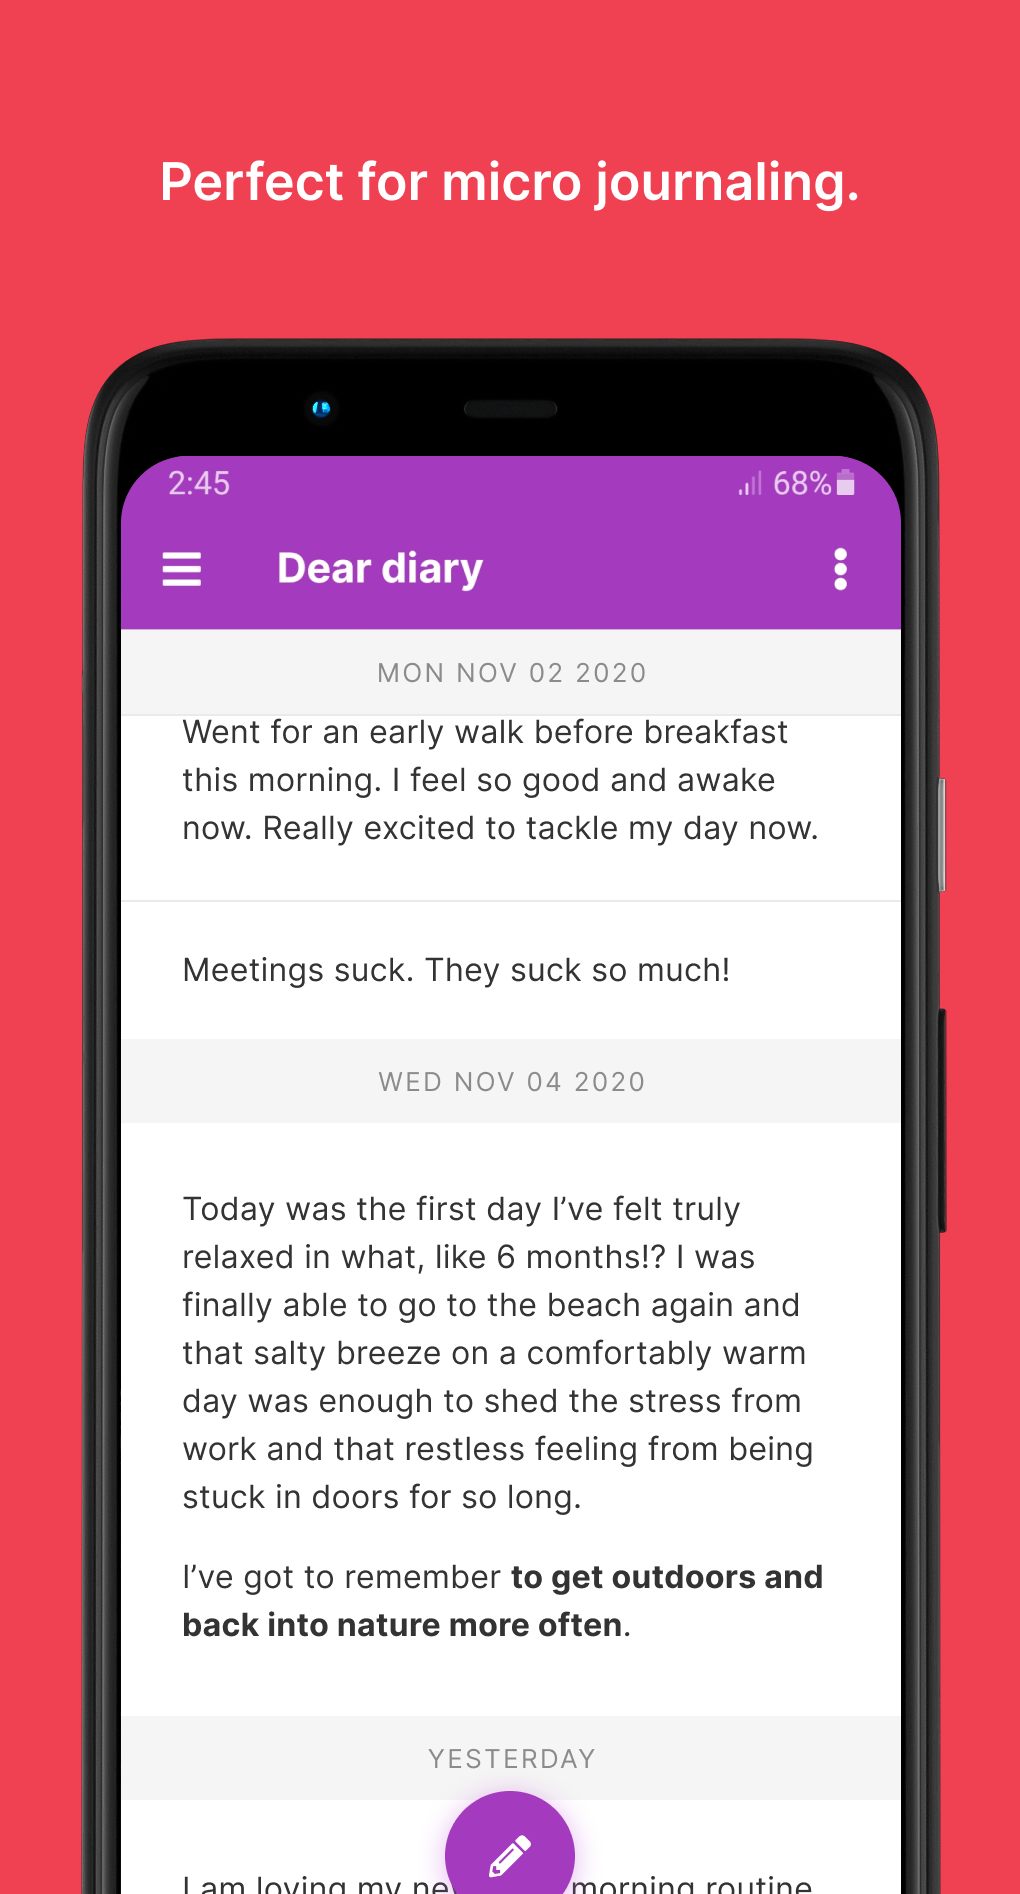 Perfect for micro journaling.
2:45 68%
Dear diary
MON NOV 02 2020
Went for an early walk before breakfast
this morning. I feel so good and awake
now. Really excited to tackle my day now.
Meetings suck. They suck so much!
WED NOV 04 2020
Today was the first day I’ve felt truly
relaxed in what, like 6 months!? I was
finally able to go to the beach again and
that salty breeze on a comfortably warm
day was enough to shed the stress from
work and that restless feeling from being
stuck in doors for so long.
I’ve got to remember to get outdoors and
back into nature more often.
YESTERDAY
I am loving my morning routine